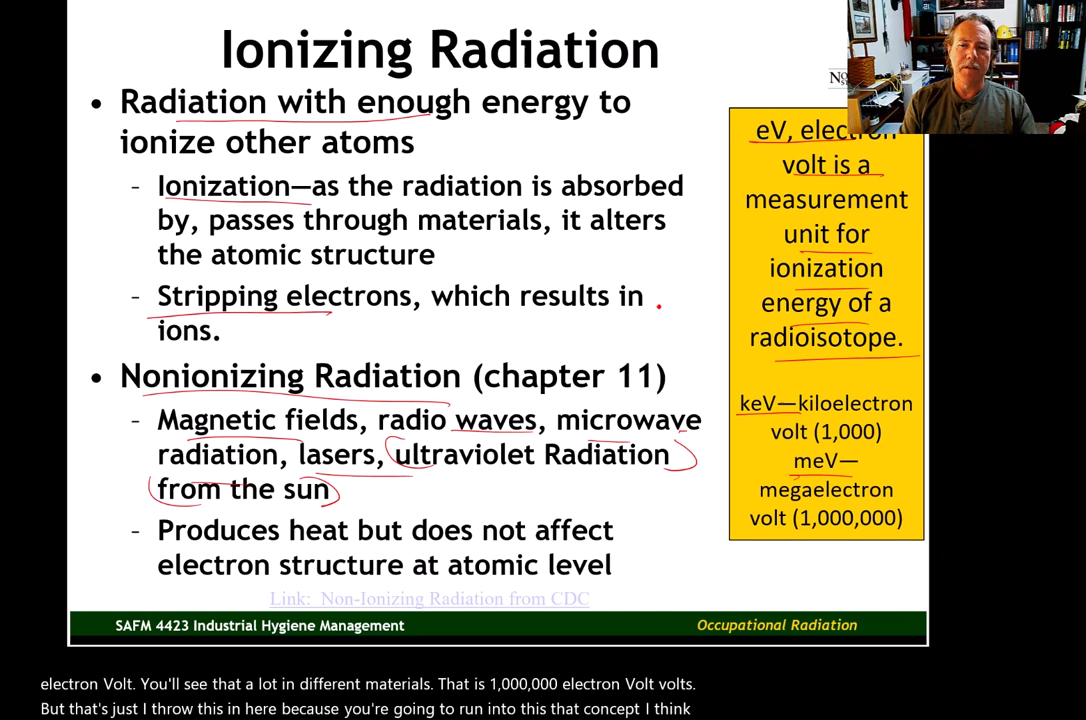 Ionizing Radiation
• Radiation with enough energy to
ionize other atoms
- Ionization—as the radiation is absorbed
by, passes through materials, it alters
the atomic structure
- Stripping electrons, which results in
ions.
• Nonionizing Radiation (chapter 11)
- Magnetic fields, radio waves, microwave
radiation, lasers, ultraviolet Radiation
from the sun
- Produces heat but does not affect
electron structure at atomic level
Link: Non-Ionizing Radiation from CDC
eV, electron
volt is a
measurement
unit for
ionization
energy of a
radioisotope.
keV—kiloelectron
volt (1,000)
meV—
megaelectron
volt (1,000,000)
SAFM 4423 Industrial Hygiene Management
Occupational Radiation
electron Volt. You'll see that a lot in different materials. That is 1,000,000 electron Volt volts.
But that's just I throw this in here because you're going to run into this that concept I think